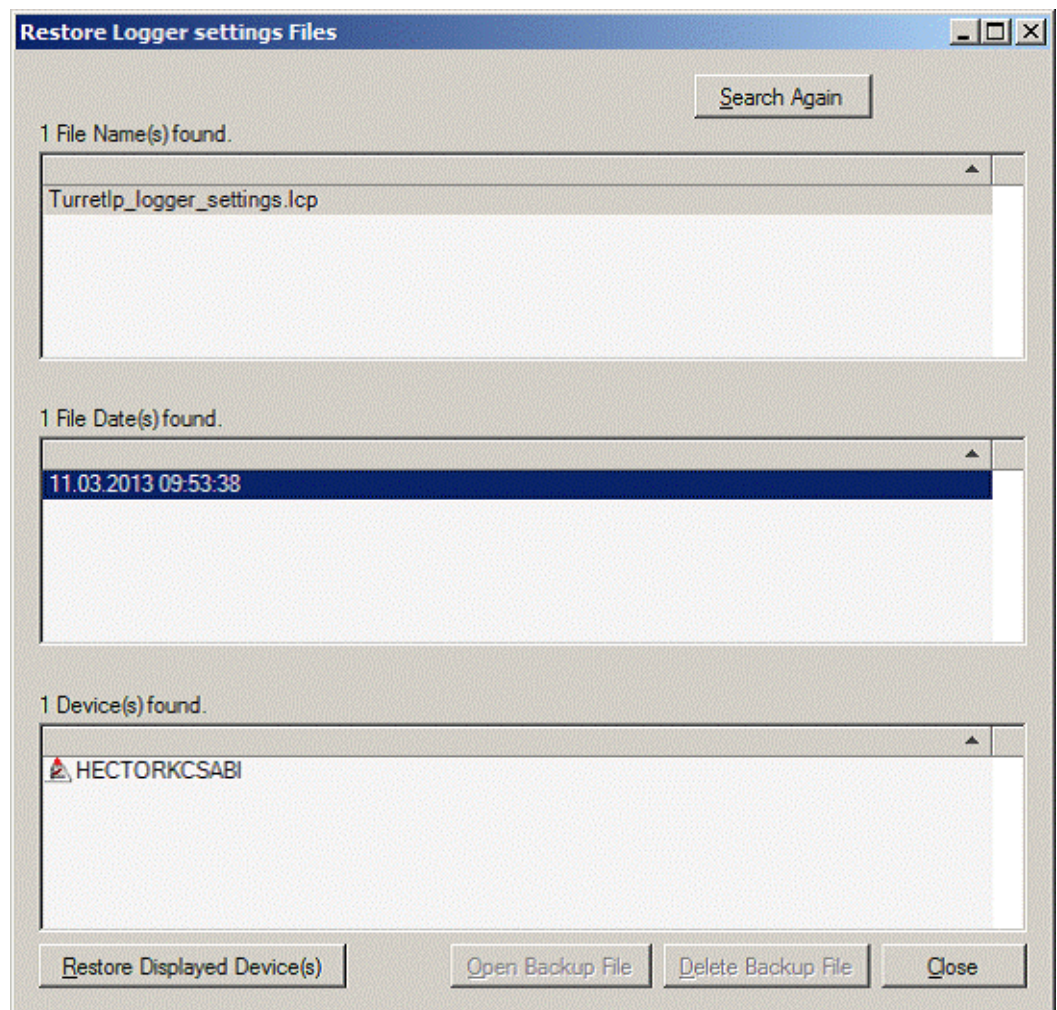 Restore Logger settings Files
Search Again
1 File Name(s) found.
Turretlp_logger_settings.lcp
1 File Date(s) found.
11.03.2013 09:53:38
1 Device(s) found.
HECTORKCSABI
Restore Displayed Device(s)
Open Backup File
Delete Backup File
Close